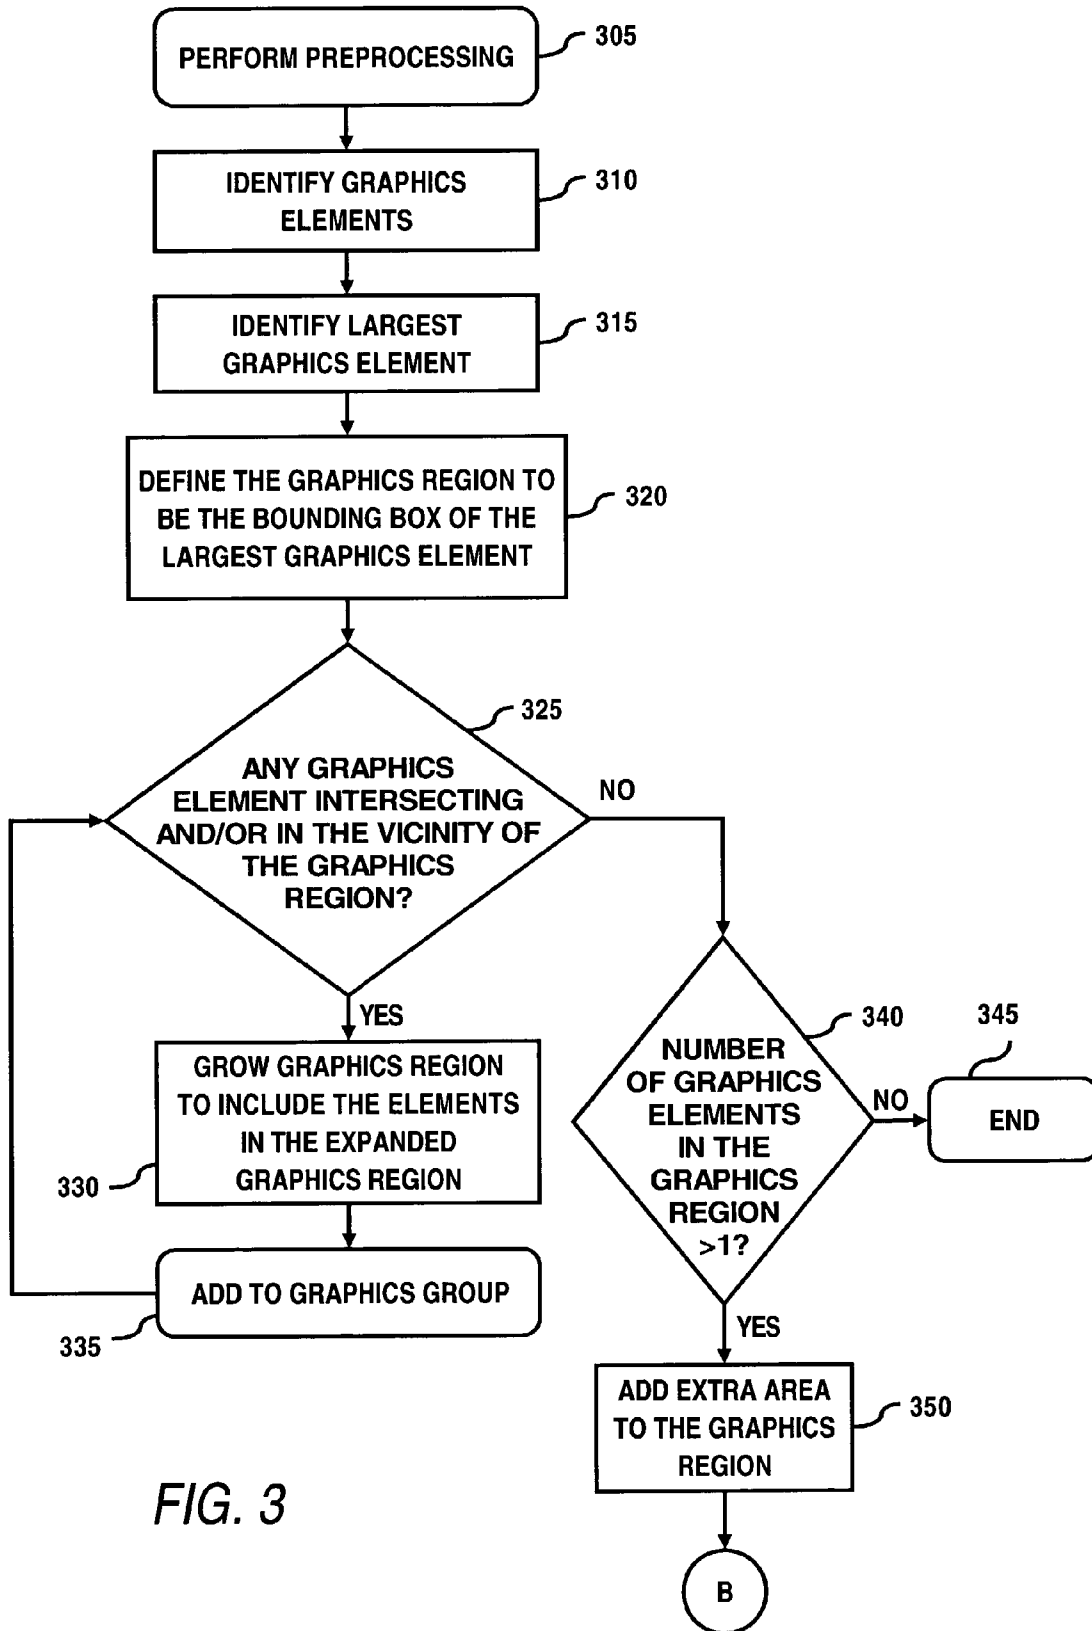 PERFORM PREPROCESSING
305
IDENTIFY GRAPHICS
ELEMENTS
310
IDENTIFY LARGEST
GRAPHICS ELEMENT
315
DEFINE THE GRAPHICS REGION TO
BE THE BOUNDING BOX OF THE
LARGEST GRAPHICS ELEMENT
320
325
ANY GRAPHICS
ELEMENT INTERSECTING
AND/OR IN THE VICINITY OF
THE GRAPHICS
REGION?
NO
YES
GROW GRAPHICS REGION
TO INCLUDE THE ELEMENTS
IN THE EXPANDED
GRAPHICS REGION
330
ADD TO GRAPHICS GROUP
335
340
NUMBER
OF GRAPHICS
ELEMENTS
IN THE
GRAPHICS
REGION
>1?
NO
345
END
YES
ADD EXTRA AREA
TO THE GRAPHICS
REGION
350
B
FIG. 3